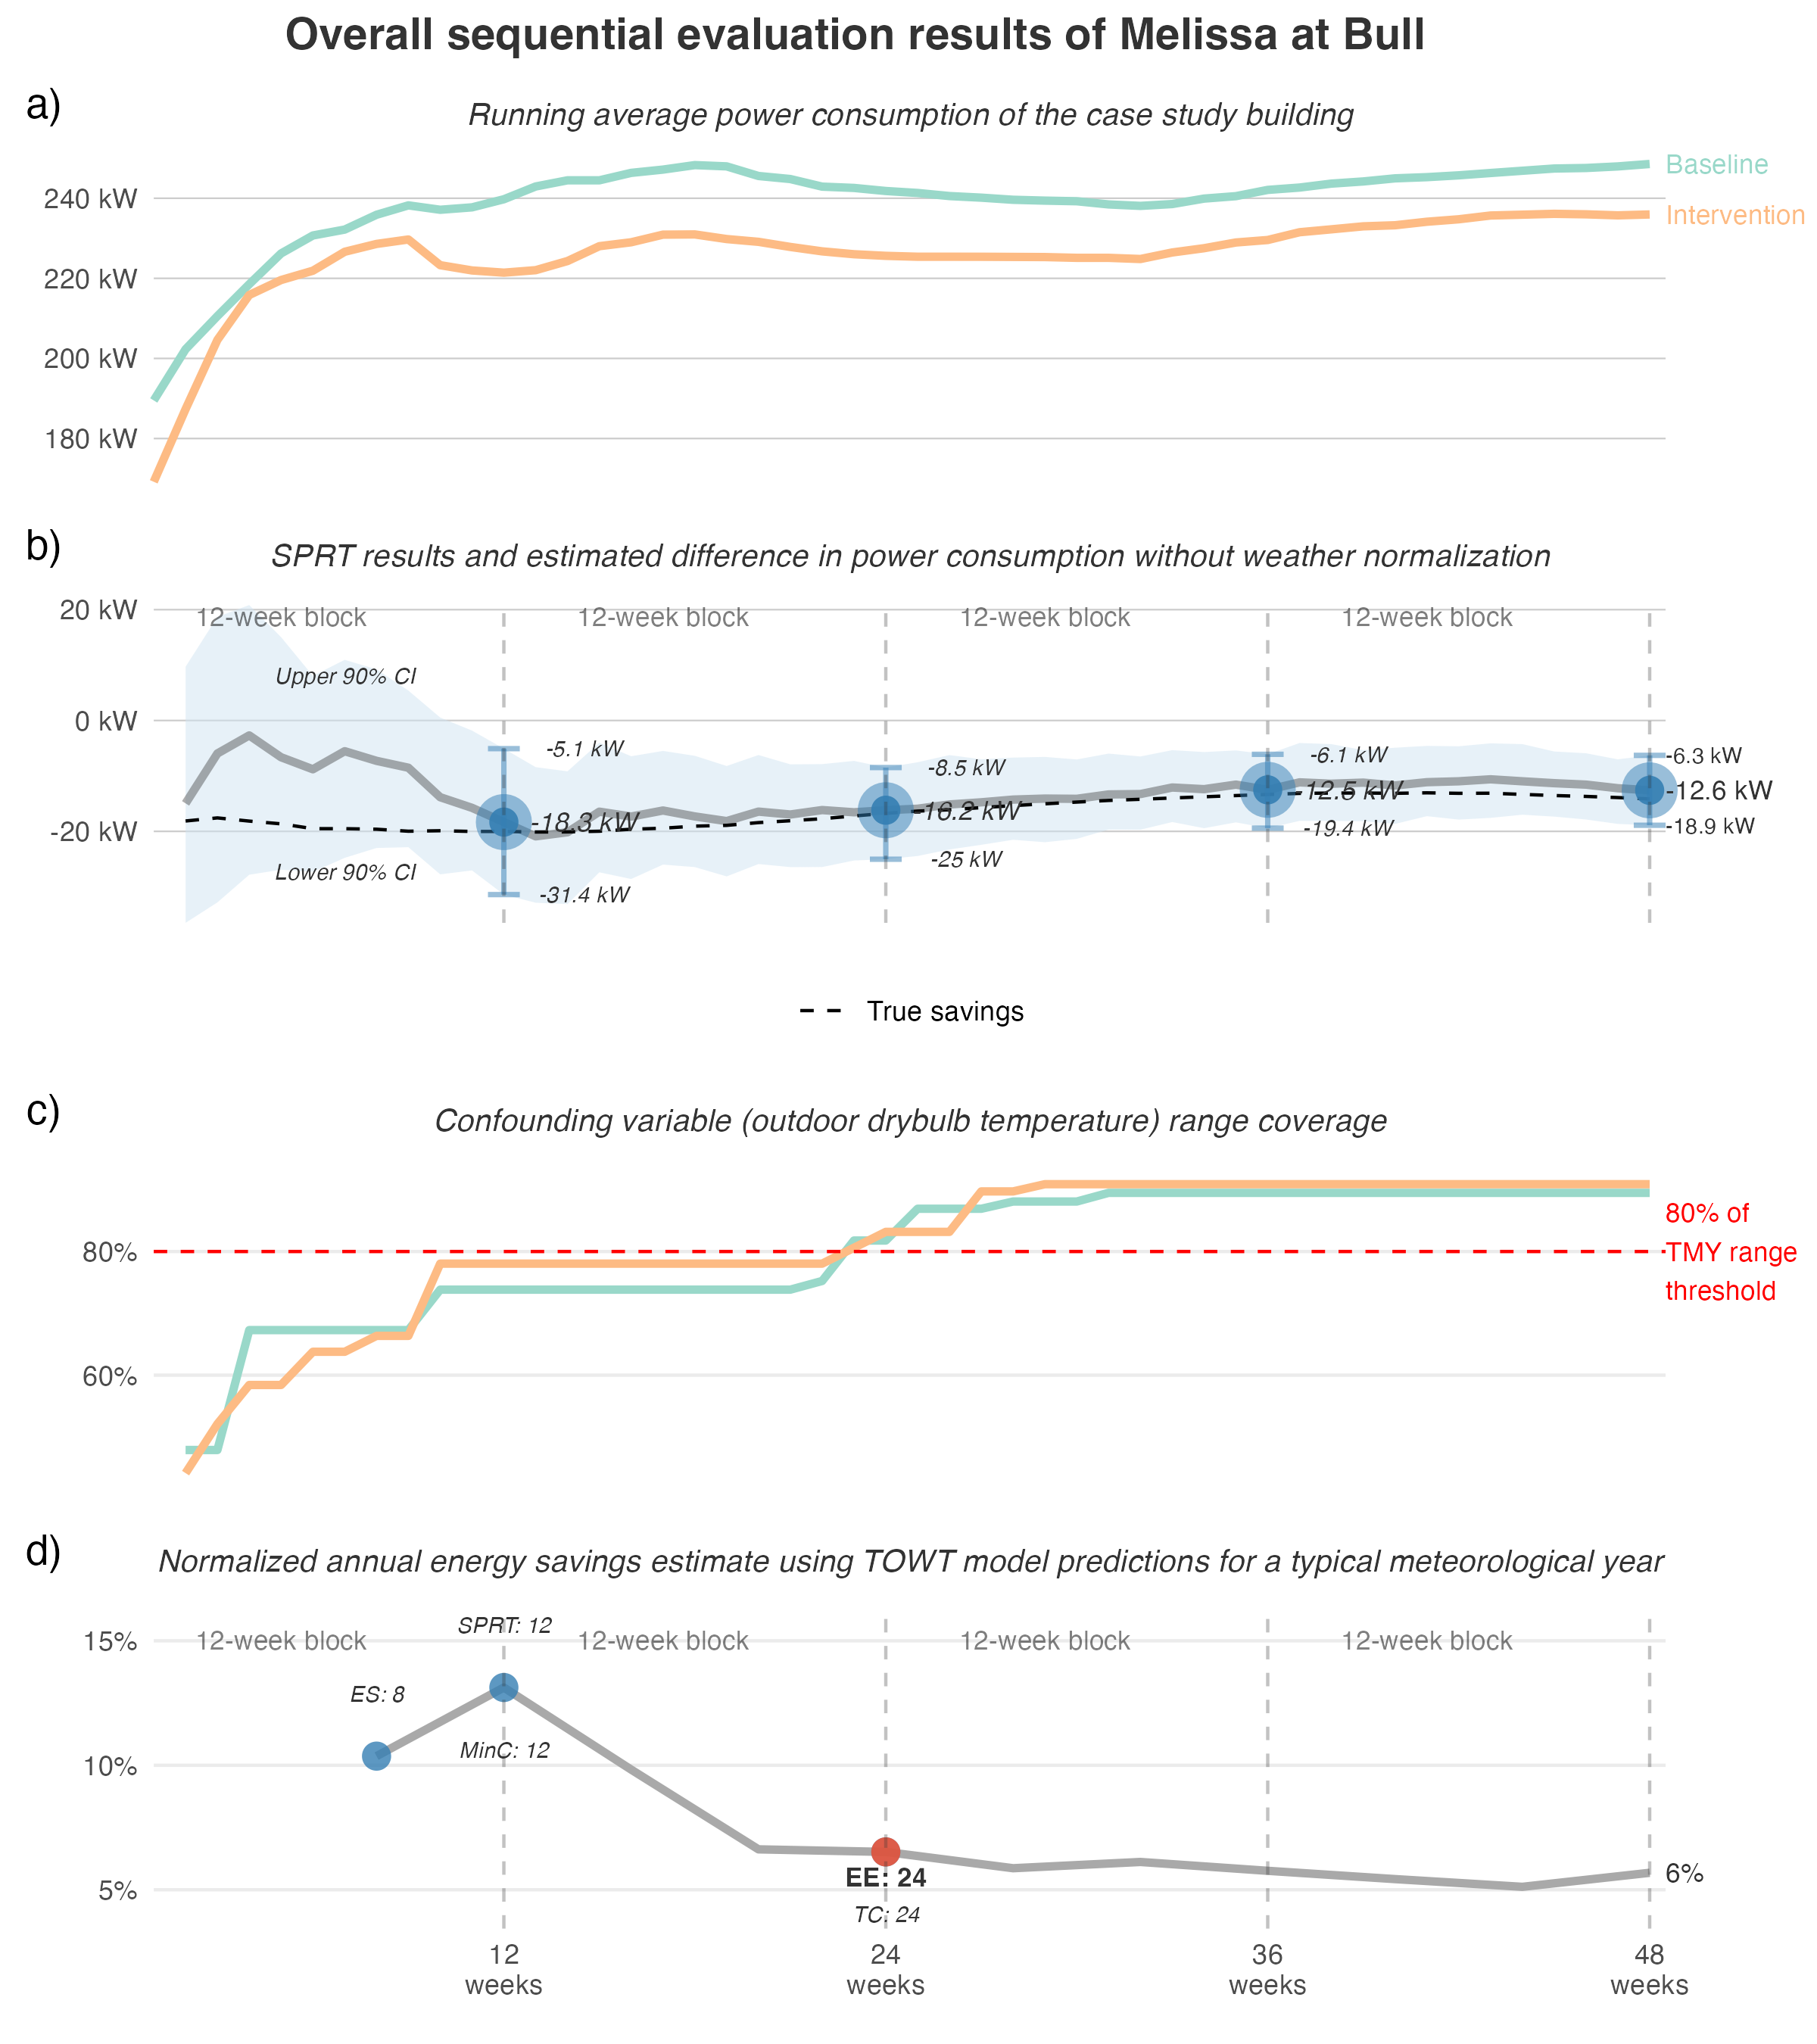 Overall sequential evaluation results of Melissa at Bull
a)
Running average power consumption of the case study building
240 kW
220 kW
200 kW
180 kW
Baseline
Intervention
b)
SPRT results and estimated difference in power consumption without weather normalization
20 kW
0 kW
-20 kW
12-week block
12-week block
12-week block
12-week block
Upper 90% CI
Lower 90% CI
-5.1 kW
-18.3 kW
-31.4 kW
-8.5 kW
-16.2 kW
-25 kW
-6.1 kW
-12.5 kW
-19.4 kW
-6.3 kW
-12.6 kW
-18.9 kW
True savings
c)
Confounding variable (outdoor drybulb temperature) range coverage
80%
60%
80% of
TMY range
threshold
d)
Normalized annual energy savings estimate using TOWT model predictions for a typical meteorological year
15%
10%
5%
12-week block
12-week block
12-week block
12-week block
SPRT: 12
ES: 8
MinC: 12
EE: 24
TC: 24
6%
12
weeks
24
weeks
36
weeks
48
weeks